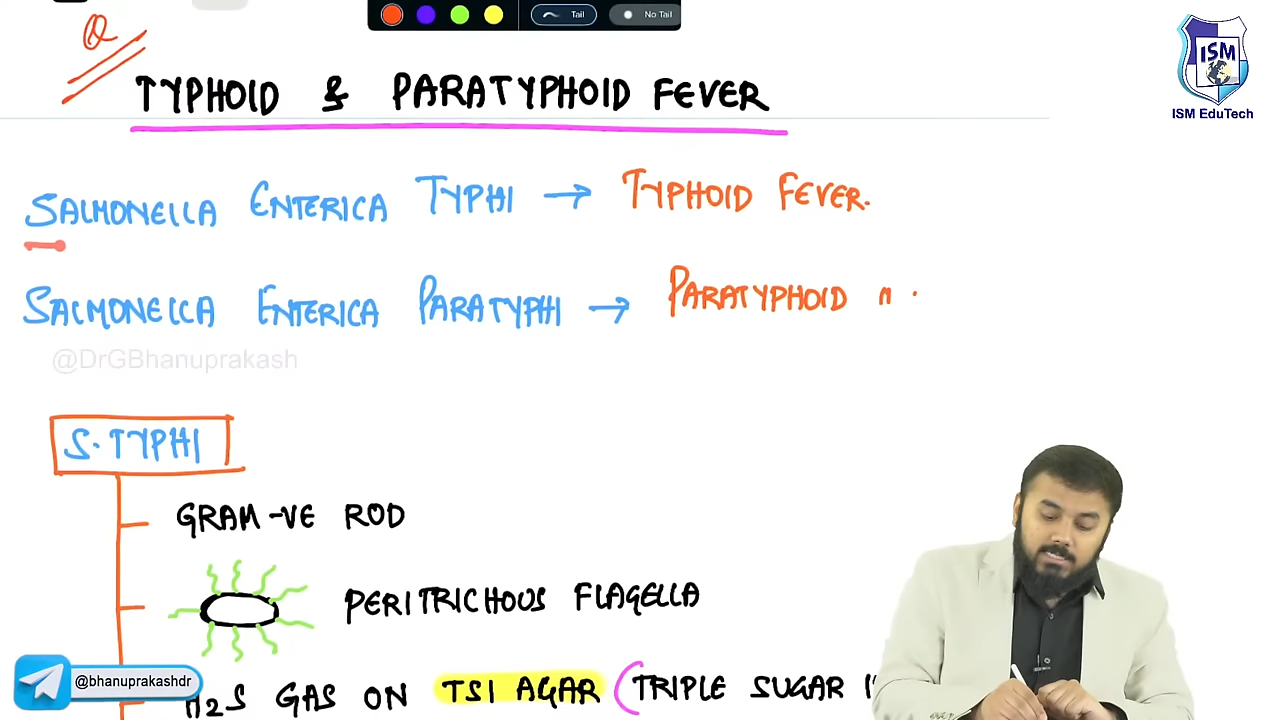 Q
Tail
No Tail
ISM
ISM EduTech
TYPHOID & PARATYPHOID FEVER
SALMONELLA ENTERICA TYPHI → TYPHOID FEVER.
SALMONELLA ENTERICA PARATYPHI → PARATYPHOID " .
@DrGBhanuprakash
S. TYPHI
GRAM -VE ROD
PERITRICHOUS FLAGELLA
@bhanuprakashdr
H2S GAS ON TSI AGAR (TRIPLE SUGAR